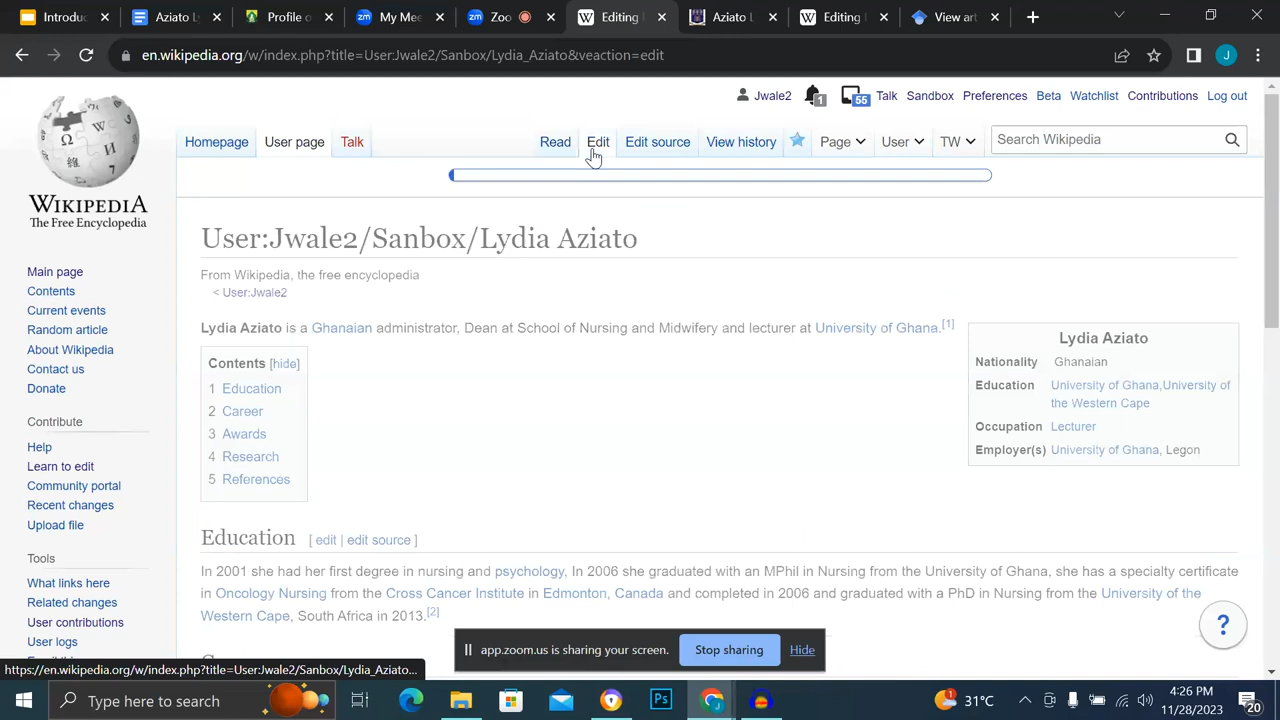 Introduc
Aziato Ly
Profile o
My Mee
Zoo
Editing
Aziato L
Editing
View art
en.wikipedia.org/w/index.php?title=User:Jwale2/Sanbox/Lydia_Aziato&veaction=edit
J
Jwale2 1 55 Talk Sandbox Preferences Beta Watchlist Contributions Log out
Homepage User page Talk Read Edit Edit source View history Page User TW Search Wikipedia
WIKIPEDIA
The Free Encyclopedia
Main page
Contents
Current events
Random article
About Wikipedia
Contact us
Donate
Contribute
Help
Learn to edit
Community portal
Recent changes
Upload file
Tools
What links here
Related changes
User contributions
User logs
User:Jwale2/Sanbox/Lydia Aziato
From Wikipedia, the free encyclopedia
< User:Jwale2
Lydia Aziato is a Ghanaian administrator, Dean at School of Nursing and Midwifery and lecturer at University of Ghana.[1]
Contents [hide]
1 Education
2 Career
3 Awards
4 Research
5 References
Lydia Aziato
Nationality Ghanaian
Education University of Ghana,University of
the Western Cape
Occupation Lecturer
Employer(s) University of Ghana, Legon
Education [ edit | edit source ]
In 2001 she had her first degree in nursing and psychology, In 2006 she graduated with an MPhil in Nursing from the University of Ghana, she has a specialty certificate
in Oncology Nursing from the Cross Cancer Institute in Edmonton, Canada and completed in 2006 and graduated with a PhD in Nursing from the University of the
Western Cape, South Africa in 2013.[2]
?
app.zoom.us is sharing your screen. Stop sharing Hide
https://en.wikipedia.org/w/index.php?title=User:Jwale2/Sanbox/Lydia_Aziato...
Type here to search
Ps
1 31°C
4:26 PM
11/28/2023
20